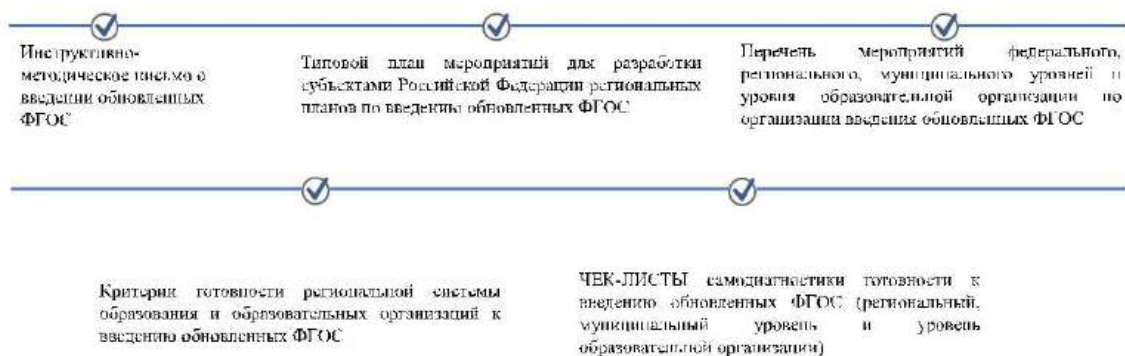 Инструктивно-
методическое письмо о
введении обновленных
ФГОС
Типовой план мероприятий для разработки
субъектами Российской Федерации региональных
планов по введению обновленных ФГОС
Перечень мероприятий федерального,
регионального, муниципального уровней и
уровня образовательной организации по
организации введения обновленных ФГОС
Критерии готовности региональной системы
образования и образовательных организаций к
введению обновленных ФГОС
ЧЕК-ЛИСТЫ самодиагностики готовности к
введению обновленных ФГОС (региональный,
муниципальный уровень и уровень
образовательной организации)